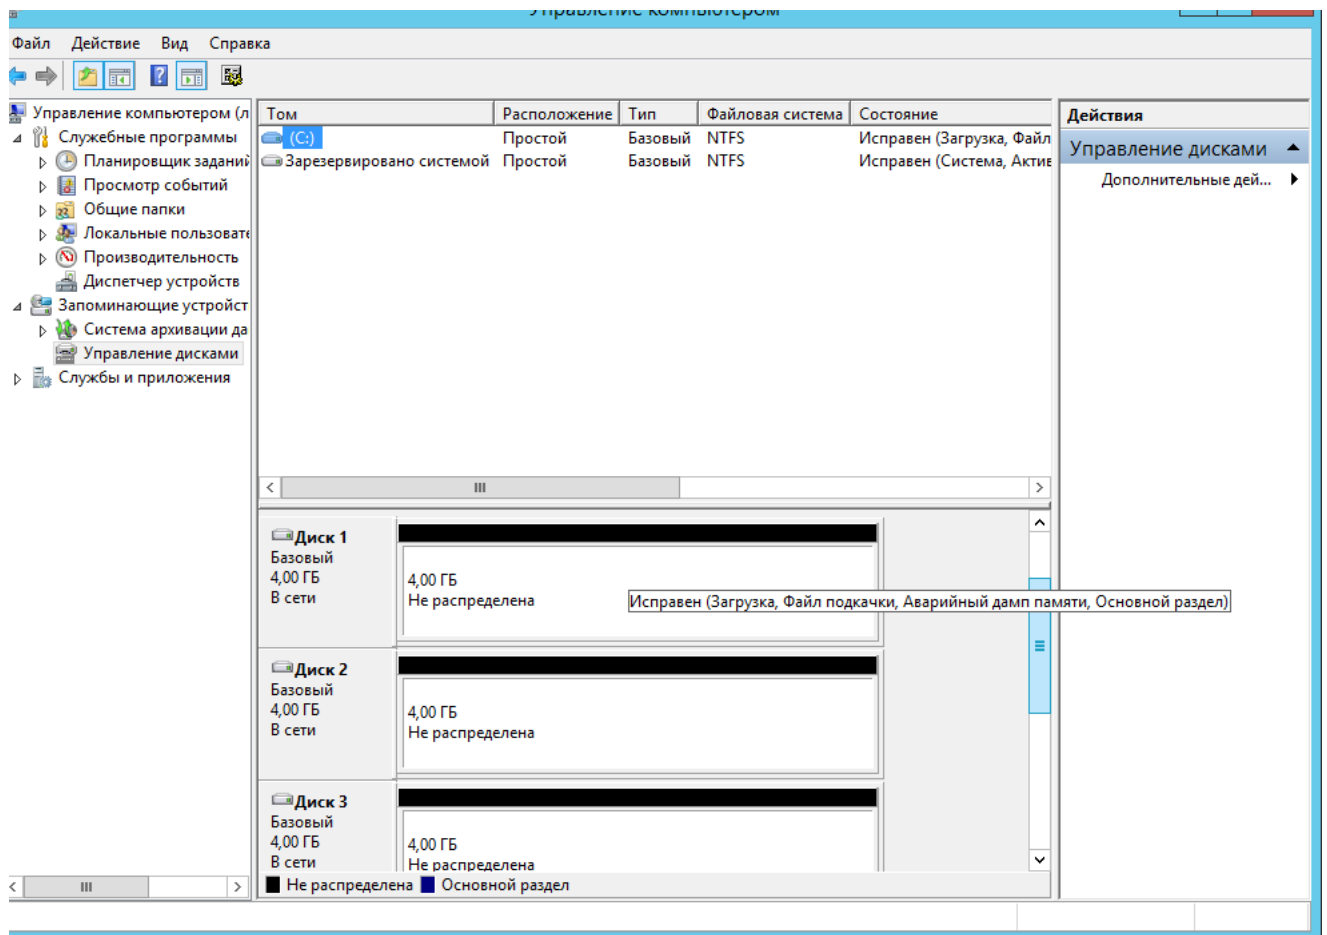 Управление компьютером
Файл Действие Вид Справка
Управление компьютером (л
Служебные программы
Планировщик заданий
Просмотр событий
Общие папки
Локальные пользовате
Производительность
Диспетчер устройств
Запоминающие устройст
Система архивации да
Управление дисками
Службы и приложения
Том Расположение Тип Файловая система Состояние
(C:) Простой Базовый NTFS Исправен (Загрузка, Файл
Зарезервировано системой Простой Базовый NTFS Исправен (Система, Актив
Диск 1
Базовый
4,00 ГБ
В сети
4,00 ГБ
Не распределена
Исправен (Загрузка, Файл подкачки, Аварийный дамп памяти, Основной раздел)
Диск 2
Базовый
4,00 ГБ
В сети
4,00 ГБ
Не распределена
Диск 3
Базовый
4,00 ГБ
В сети
4,00 ГБ
Не распределена
Не распределена Основной раздел
Действия
Управление дисками
Дополнительные дей...